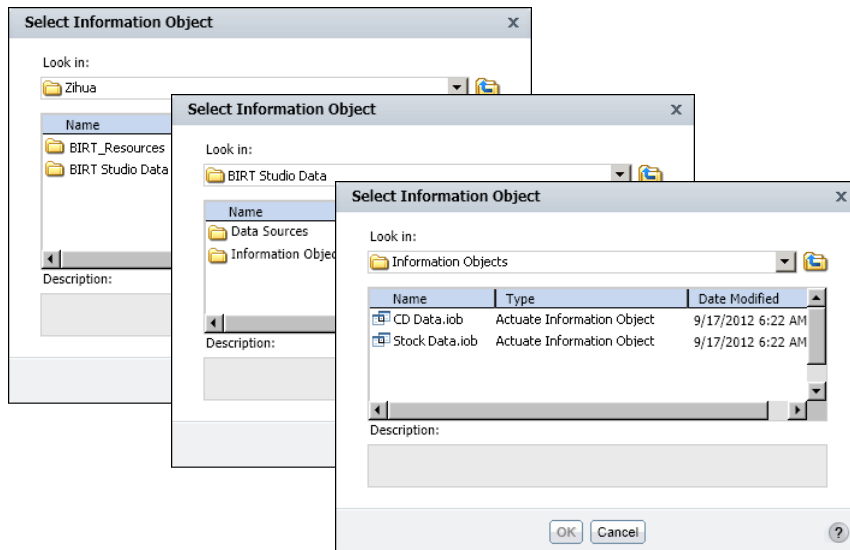 Select Information Object x
Look in:
Zihua
Name
BIRT_Resources
BIRT Studio Data
Description:
Select Information Object x
Look in:
BIRT Studio Data
Name
Data Sources
Information Objec
Description:
Select Information Object x
Look in:
Information Objects
Name Type Date Modified
CD Data.iob Actuate Information Object 9/17/2012 6:22 AM
Stock Data.iob Actuate Information Object 9/17/2012 6:22 AM
Description:
OK Cancel ?